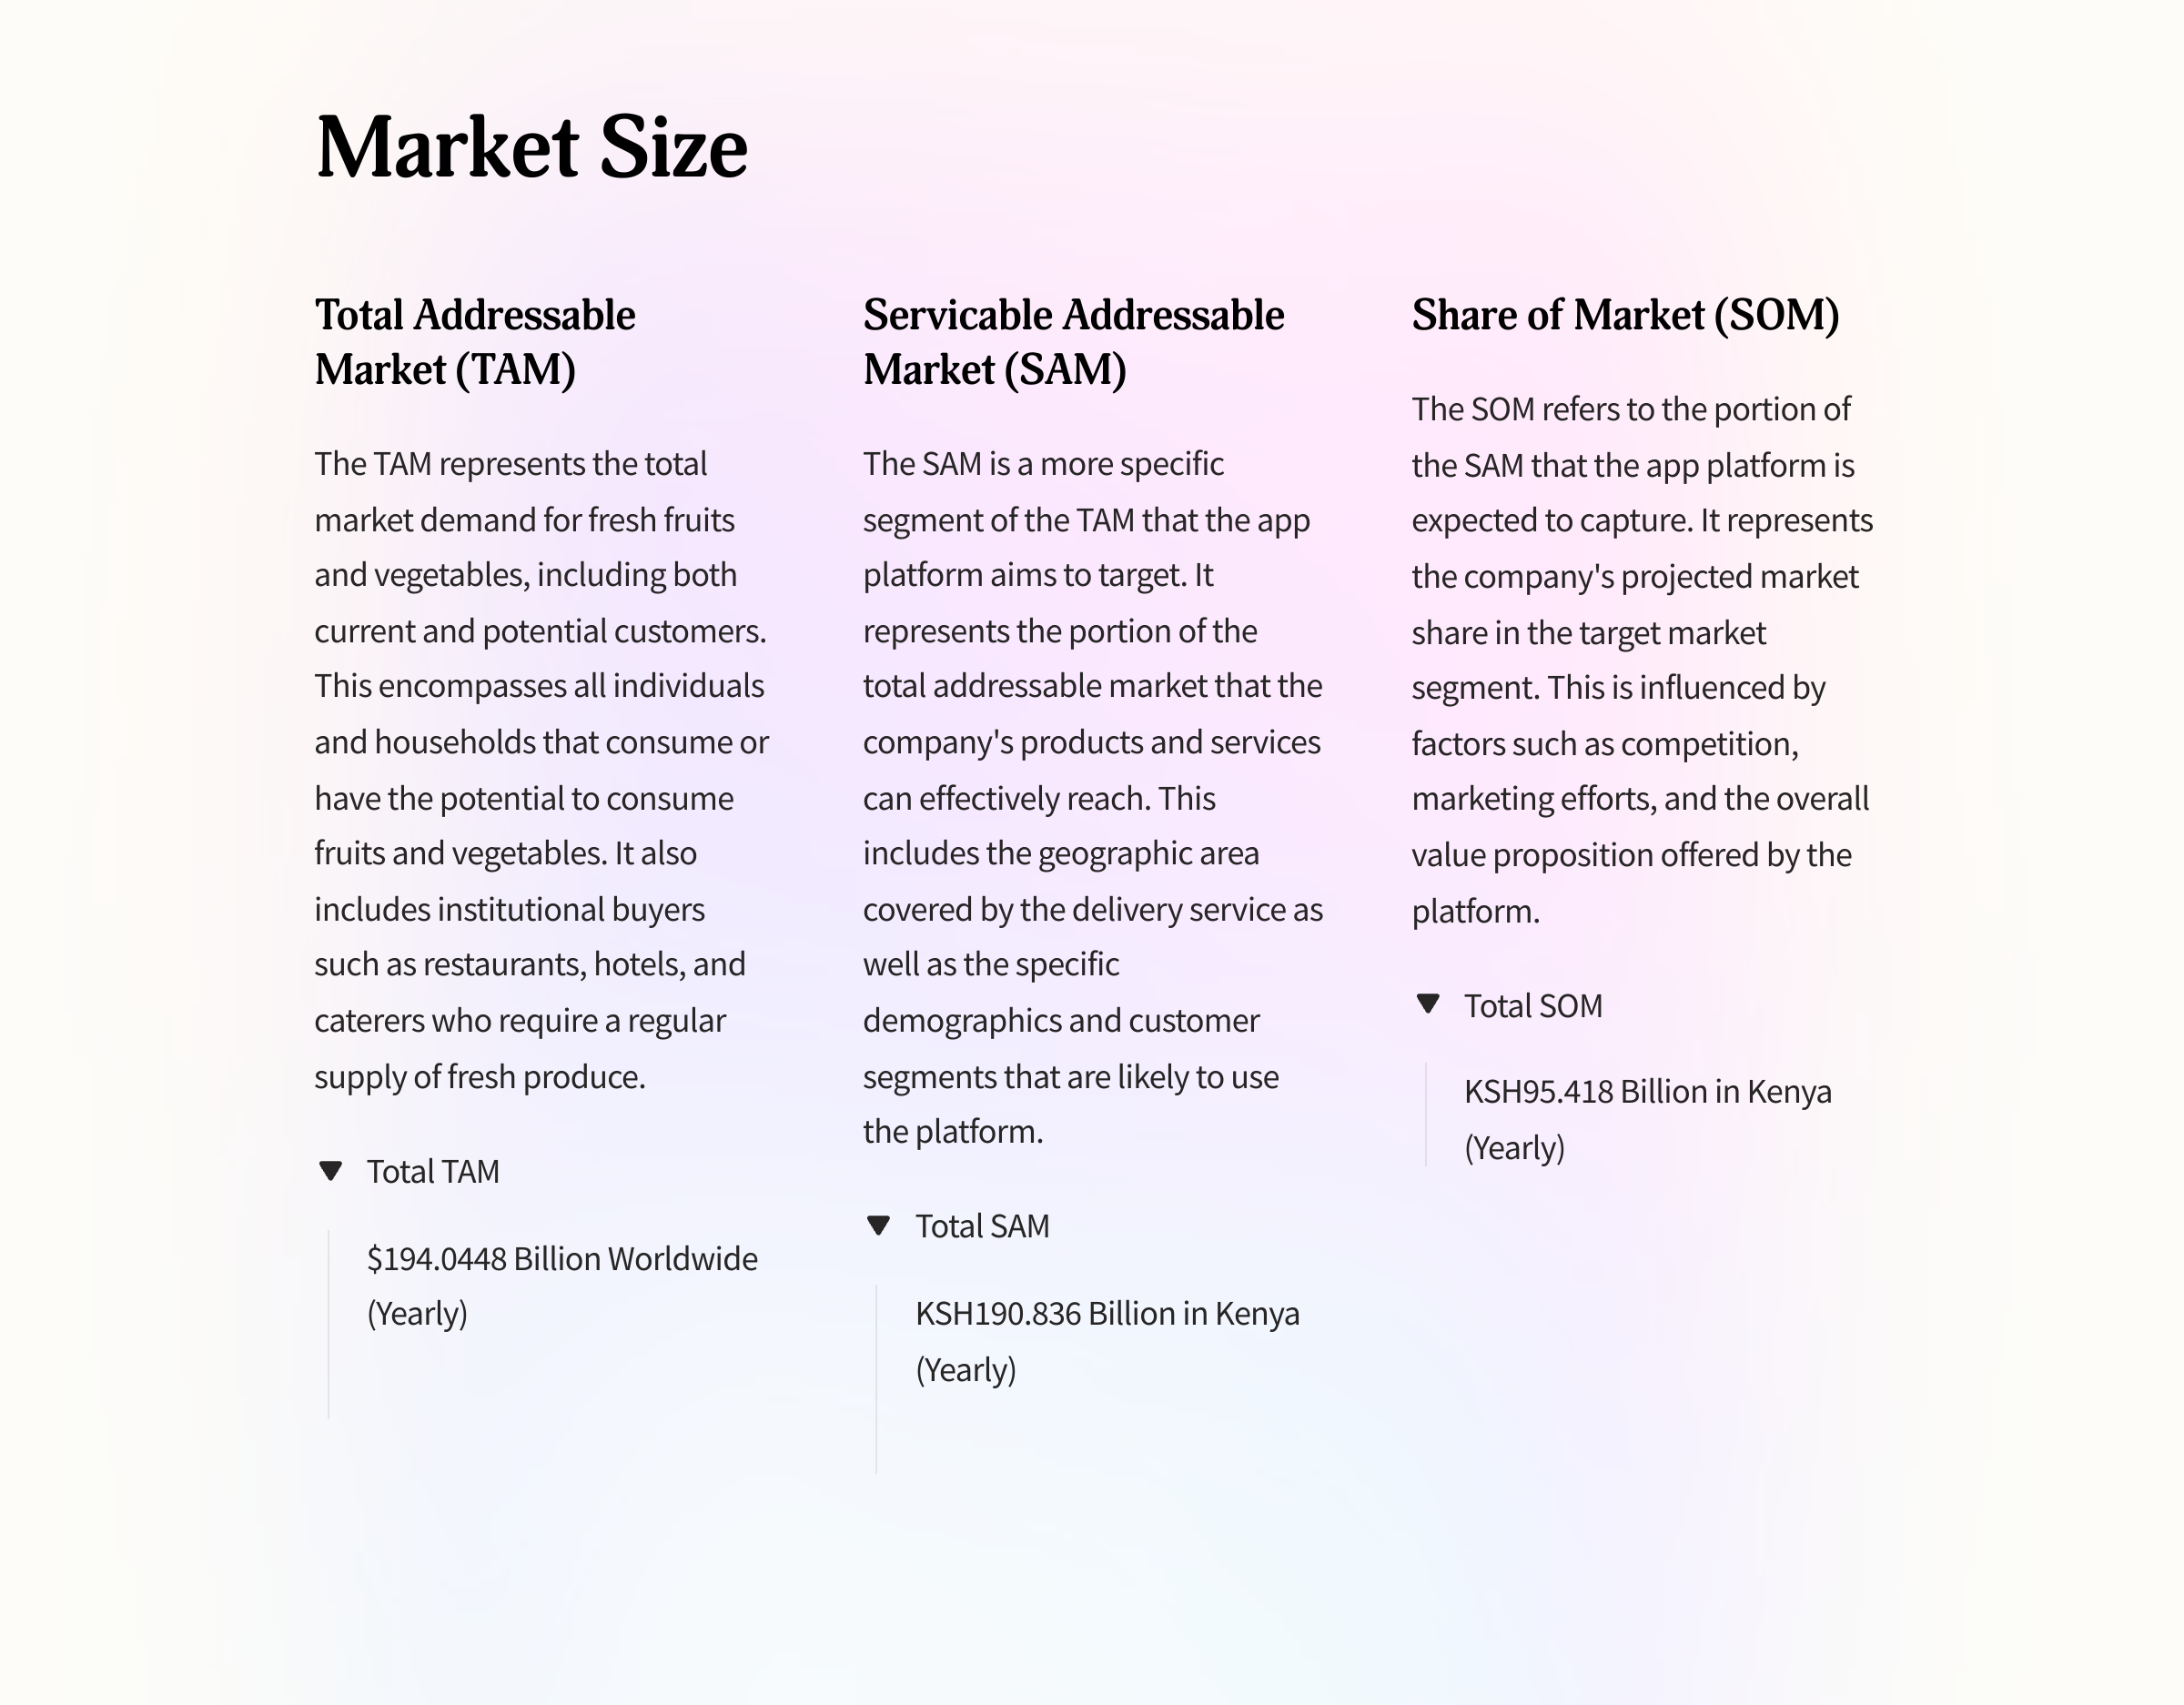 Market Size
Total Addressable
Market (TAM)
The TAM represents the total
market demand for fresh fruits
and vegetables, including both
current and potential customers.
This encompasses all individuals
and households that consume or
have the potential to consume
fruits and vegetables. It also
includes institutional buyers
such as restaurants, hotels, and
caterers who require a regular
supply of fresh produce.
Total TAM
$194.0448 Billion Worldwide
(Yearly)
Servicable Addressable
Market (SAM)
The SAM is a more specific
segment of the TAM that the app
platform aims to target. It
represents the portion of the
total addressable market that the
company's products and services
can effectively reach. This
includes the geographic area
covered by the delivery service as
well as the specific
demographics and customer
segments that are likely to use
the platform.
Total SAM
KSH190.836 Billion in Kenya
(Yearly)
Share of Market (SOM)
The SOM refers to the portion of
the SAM that the app platform is
expected to capture. It represents
the company's projected market
share in the target market
segment. This is influenced by
factors such as competition,
marketing efforts, and the overall
value proposition offered by the
platform.
Total SOM
KSH95.418 Billion in Kenya
(Yearly)